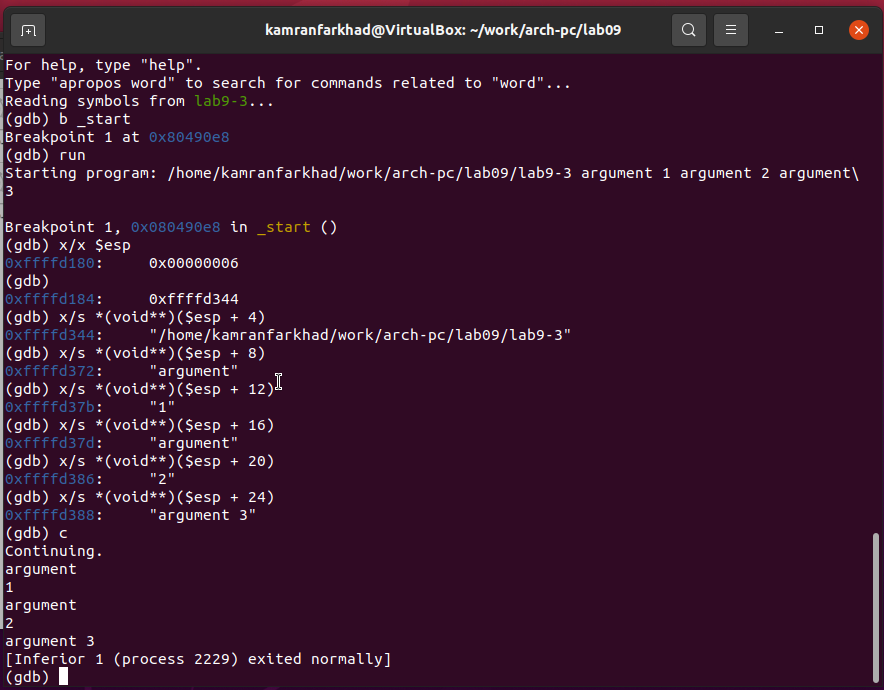 kamranfarkhad@VirtualBox: ~/work/arch-pc/lab09
For help, type "help".
Type "apropos word" to search for commands related to "word"...
Reading symbols from lab9-3...
(gdb) b _start
Breakpoint 1 at 0x80490e8
(gdb) run
Starting program: /home/kamranfarkhad/work/arch-pc/lab09/lab9-3 argument 1 argument 2 argument\
3
Breakpoint 1, 0x080490e8 in _start ()
(gdb) x/x $esp
0xffffd180:     0x00000006
(gdb)
0xffffd184:     0xffffd344
(gdb) x/s *(void**)($esp + 4)
0xffffd344:     "/home/kamranfarkhad/work/arch-pc/lab09/lab9-3"
(gdb) x/s *(void**)($esp + 8)
0xffffd372:     "argument"
(gdb) x/s *(void**)($esp + 12)
0xffffd37b:     "1"
(gdb) x/s *(void**)($esp + 16)
0xffffd37d:     "argument"
(gdb) x/s *(void**)($esp + 20)
0xffffd386:     "2"
(gdb) x/s *(void**)($esp + 24)
0xffffd388:     "argument 3"
(gdb) c
Continuing.
argument
1
argument
2
argument 3
[Inferior 1 (process 2229) exited normally]
(gdb)